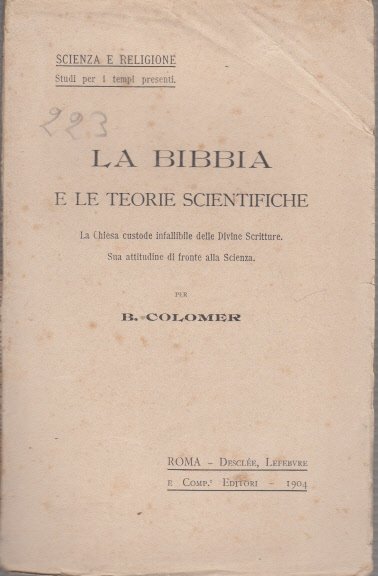 SCIENZA E RELIGIONE
Studi per i tempi presenti.
223
LA BIBBIA
E LE TEORIE SCIENTIFICHE
La Chiesa custode infallibile delle Divine Scritture.
Sua attitudine di fronte alla Scienza.
PER
B. COLOMER
ROMA - DESCLÉE, LEFEBVRE
E COMP.i EDITORI - 1904